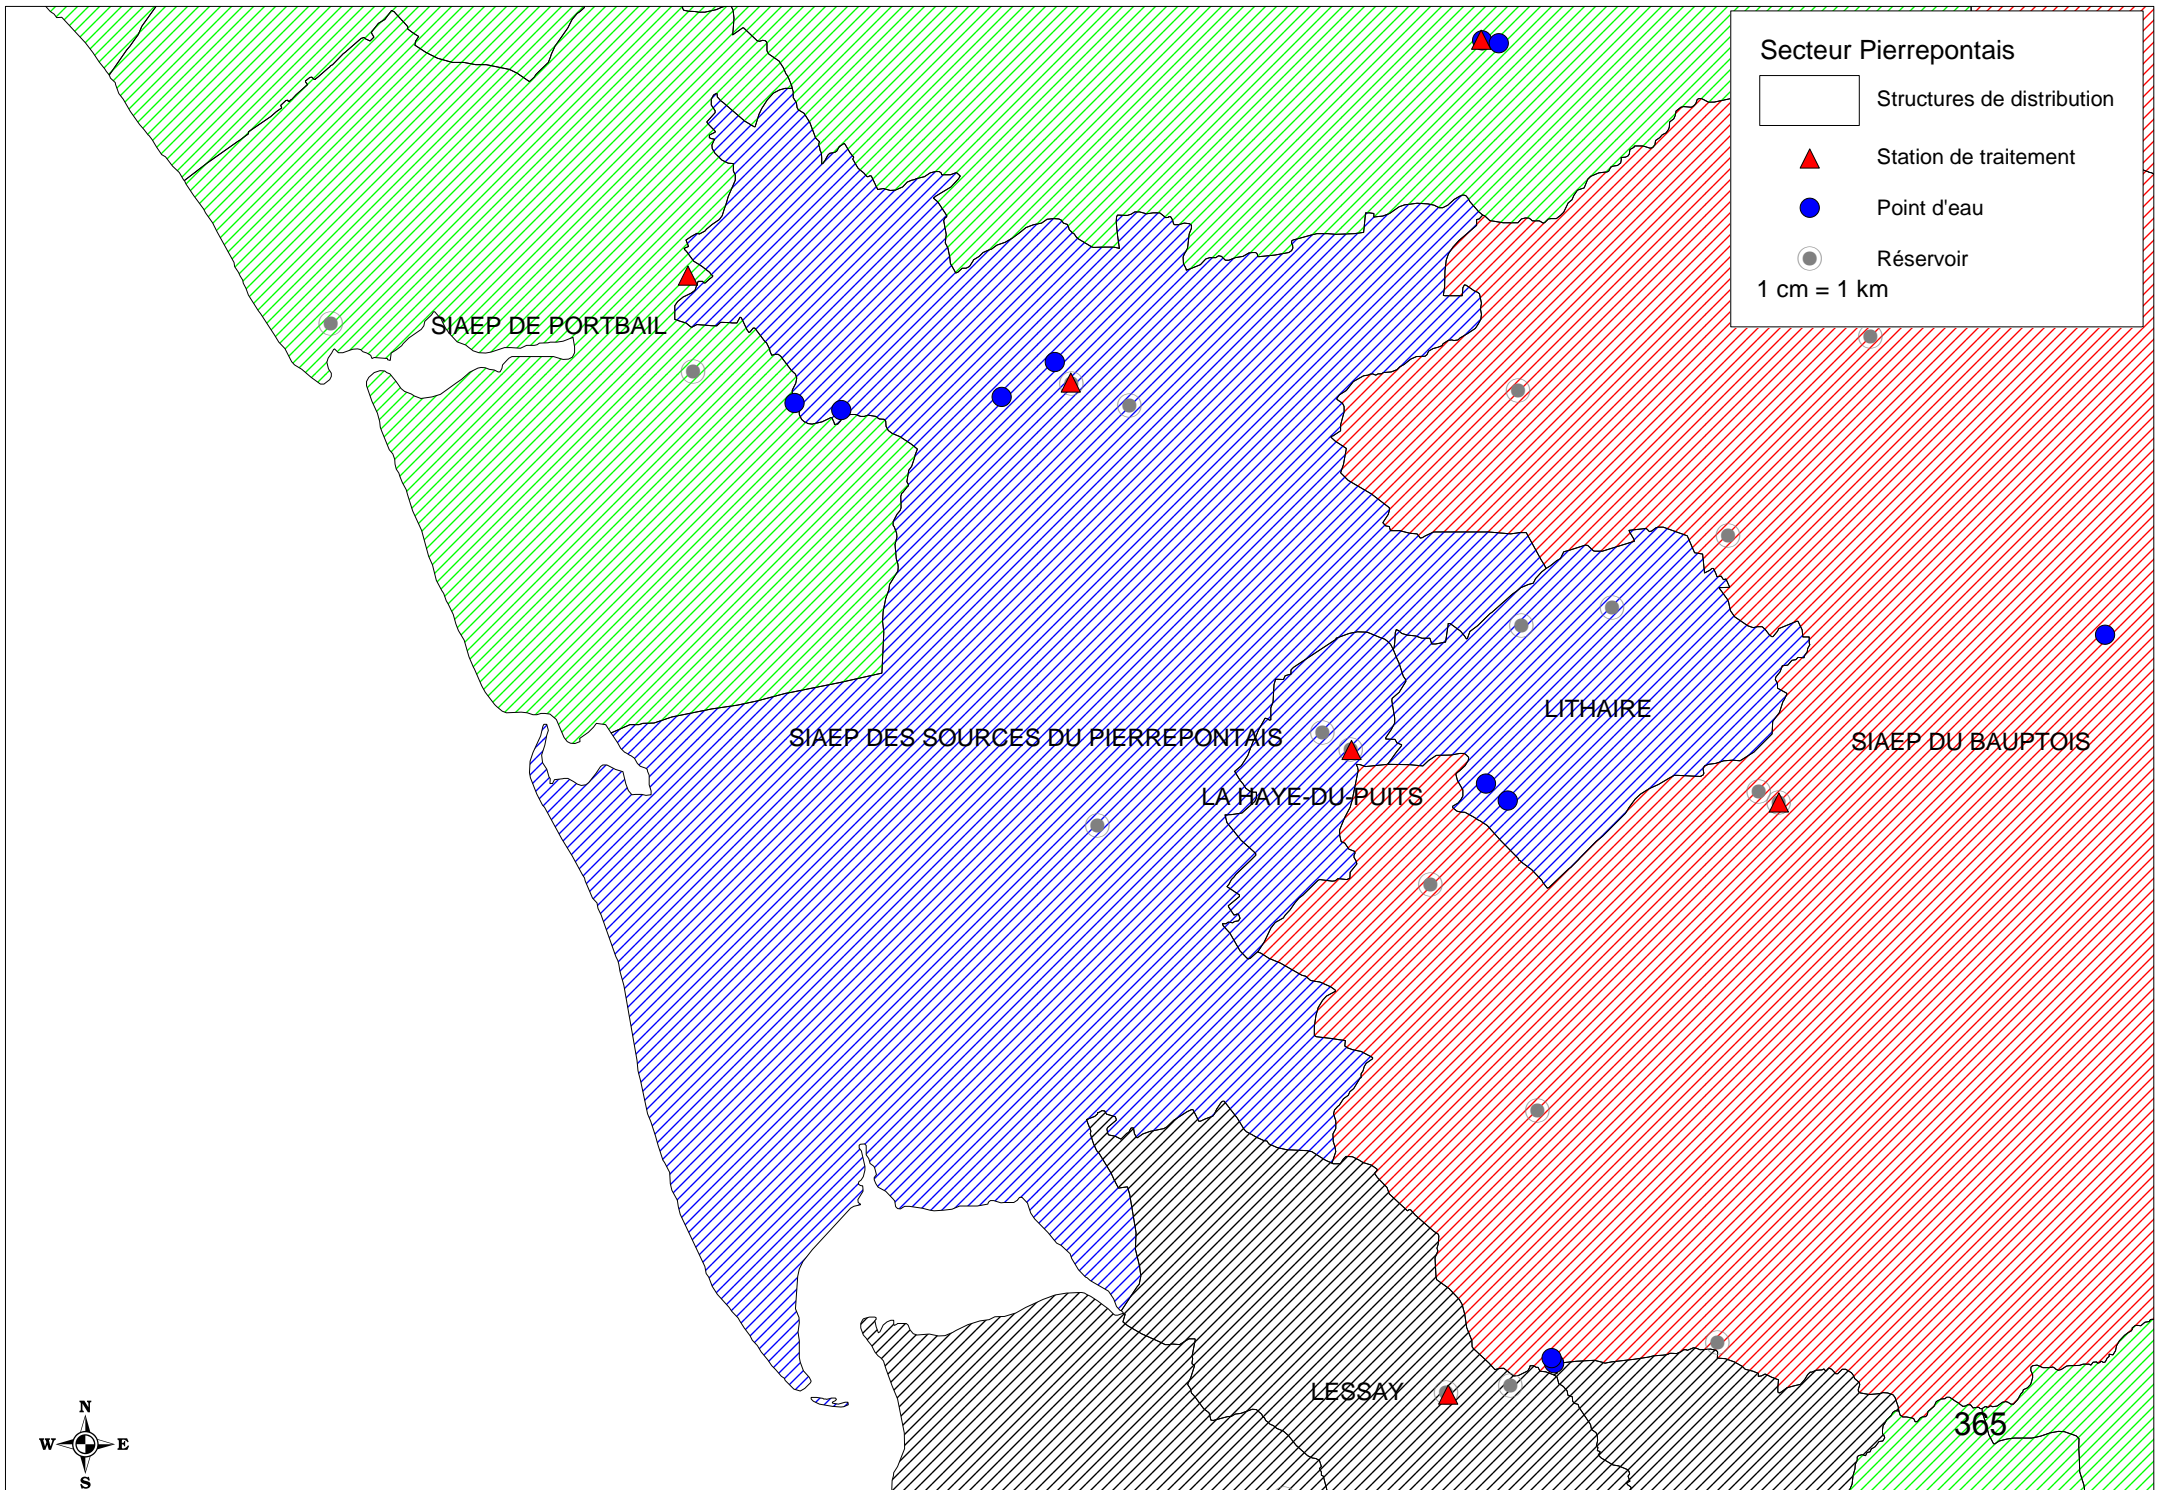 Secteur Pierrepontais
Structures de distribution
Station de traitement
Point d'eau
Réservoir
1 cm = 1 km
SIAEP DE PORTBAIL
LITHAIRE
SIAEP DES SOURCES DU PIERREPONTAIS
SIAEP DU BAUPTOIS
LA HAYE-DU-PUITS
LESSAY
365
N
W E
S